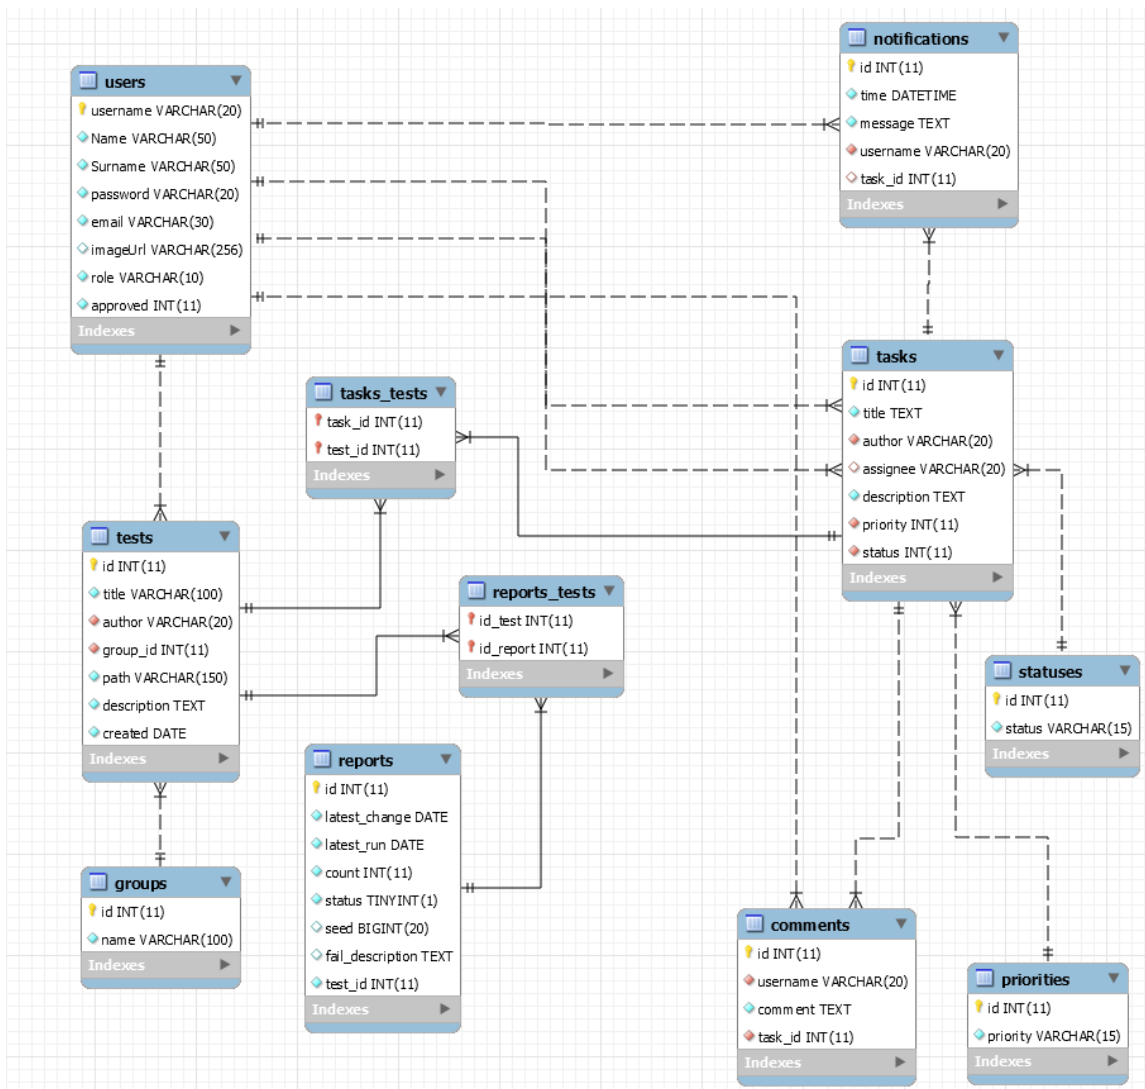 users
username VARCHAR(20)
Name VARCHAR(50)
Surname VARCHAR(50)
password VARCHAR(20)
email VARCHAR(30)
imageUrl VARCHAR(256)
role VARCHAR(10)
approved INT(11)
Indexes
notifications
id INT(11)
time DATETIME
message TEXT
username VARCHAR(20)
task_id INT(11)
Indexes
tasks_tests
task_id INT(11)
test_id INT(11)
Indexes
tasks
id INT(11)
title TEXT
author VARCHAR(20)
assignee VARCHAR(20)
description TEXT
priority INT(11)
status INT(11)
Indexes
tests
id INT(11)
title VARCHAR(100)
author VARCHAR(20)
group_id INT(11)
path VARCHAR(150)
description TEXT
created DATE
Indexes
reports_tests
id_test INT(11)
id_report INT(11)
Indexes
statuses
id INT(11)
status VARCHAR(15)
Indexes
reports
id INT(11)
latest_change DATE
latest_run DATE
count INT(11)
status TINYINT(1)
seed BIGINT(20)
fail_description TEXT
test_id INT(11)
Indexes
groups
id INT(11)
name VARCHAR(100)
Indexes
comments
id INT(11)
username VARCHAR(20)
comment TEXT
task_id INT(11)
Indexes
priorities
id INT(11)
priority VARCHAR(15)
Indexes